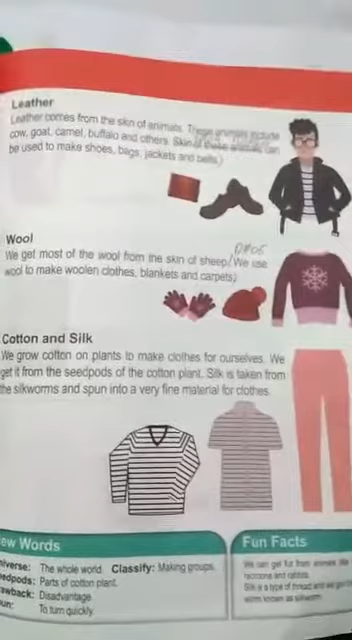 Leather
Leather comes from the skin of animals. These animals include
cow, goat, camel, buffalo and others. Skin of these animals can
be used to make shoes, bags, jackets and belts.)
Wool
We get most of the wool from the skin of sheep.(We use
wool to make woolen clothes, blankets and carpets)
Cotton and Silk
We grow cotton on plants to make clothes for ourselves. We
get it from the seedpods of the cotton plant. Silk is taken from
the silkworms and spun into a very fine material for clothes.
ew Words
niverse: The whole world. Classify: Making groups.
eedpods: Parts of cotton plant.
awback: Disadvantage.
un: To turn quickly.
Fun Facts
We can get fur from animals like
racoons and rabbits.
Silk is a type of thread and we get
worm known as silkworm.